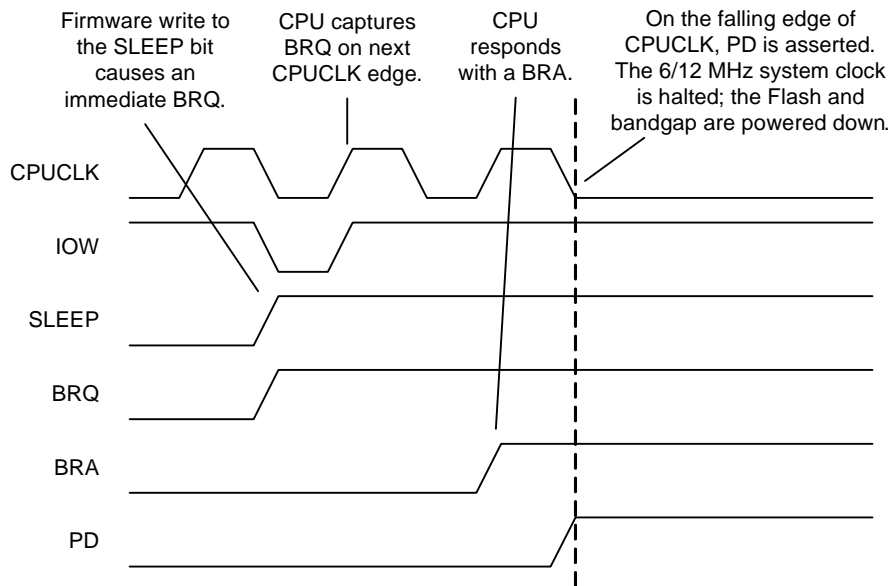 Firmware write to
the SLEEP bit
causes an
immediate BRQ.
CPU captures
BRQ on next
CPUCLK edge.
CPU
responds
with a BRA.
On the falling edge of
CPUCLK, PD is asserted.
The 6/12 MHz system clock
is halted; the Flash and
bandgap are powered down.
CPUCLK
IOW
SLEEP
BRQ
BRA
PD